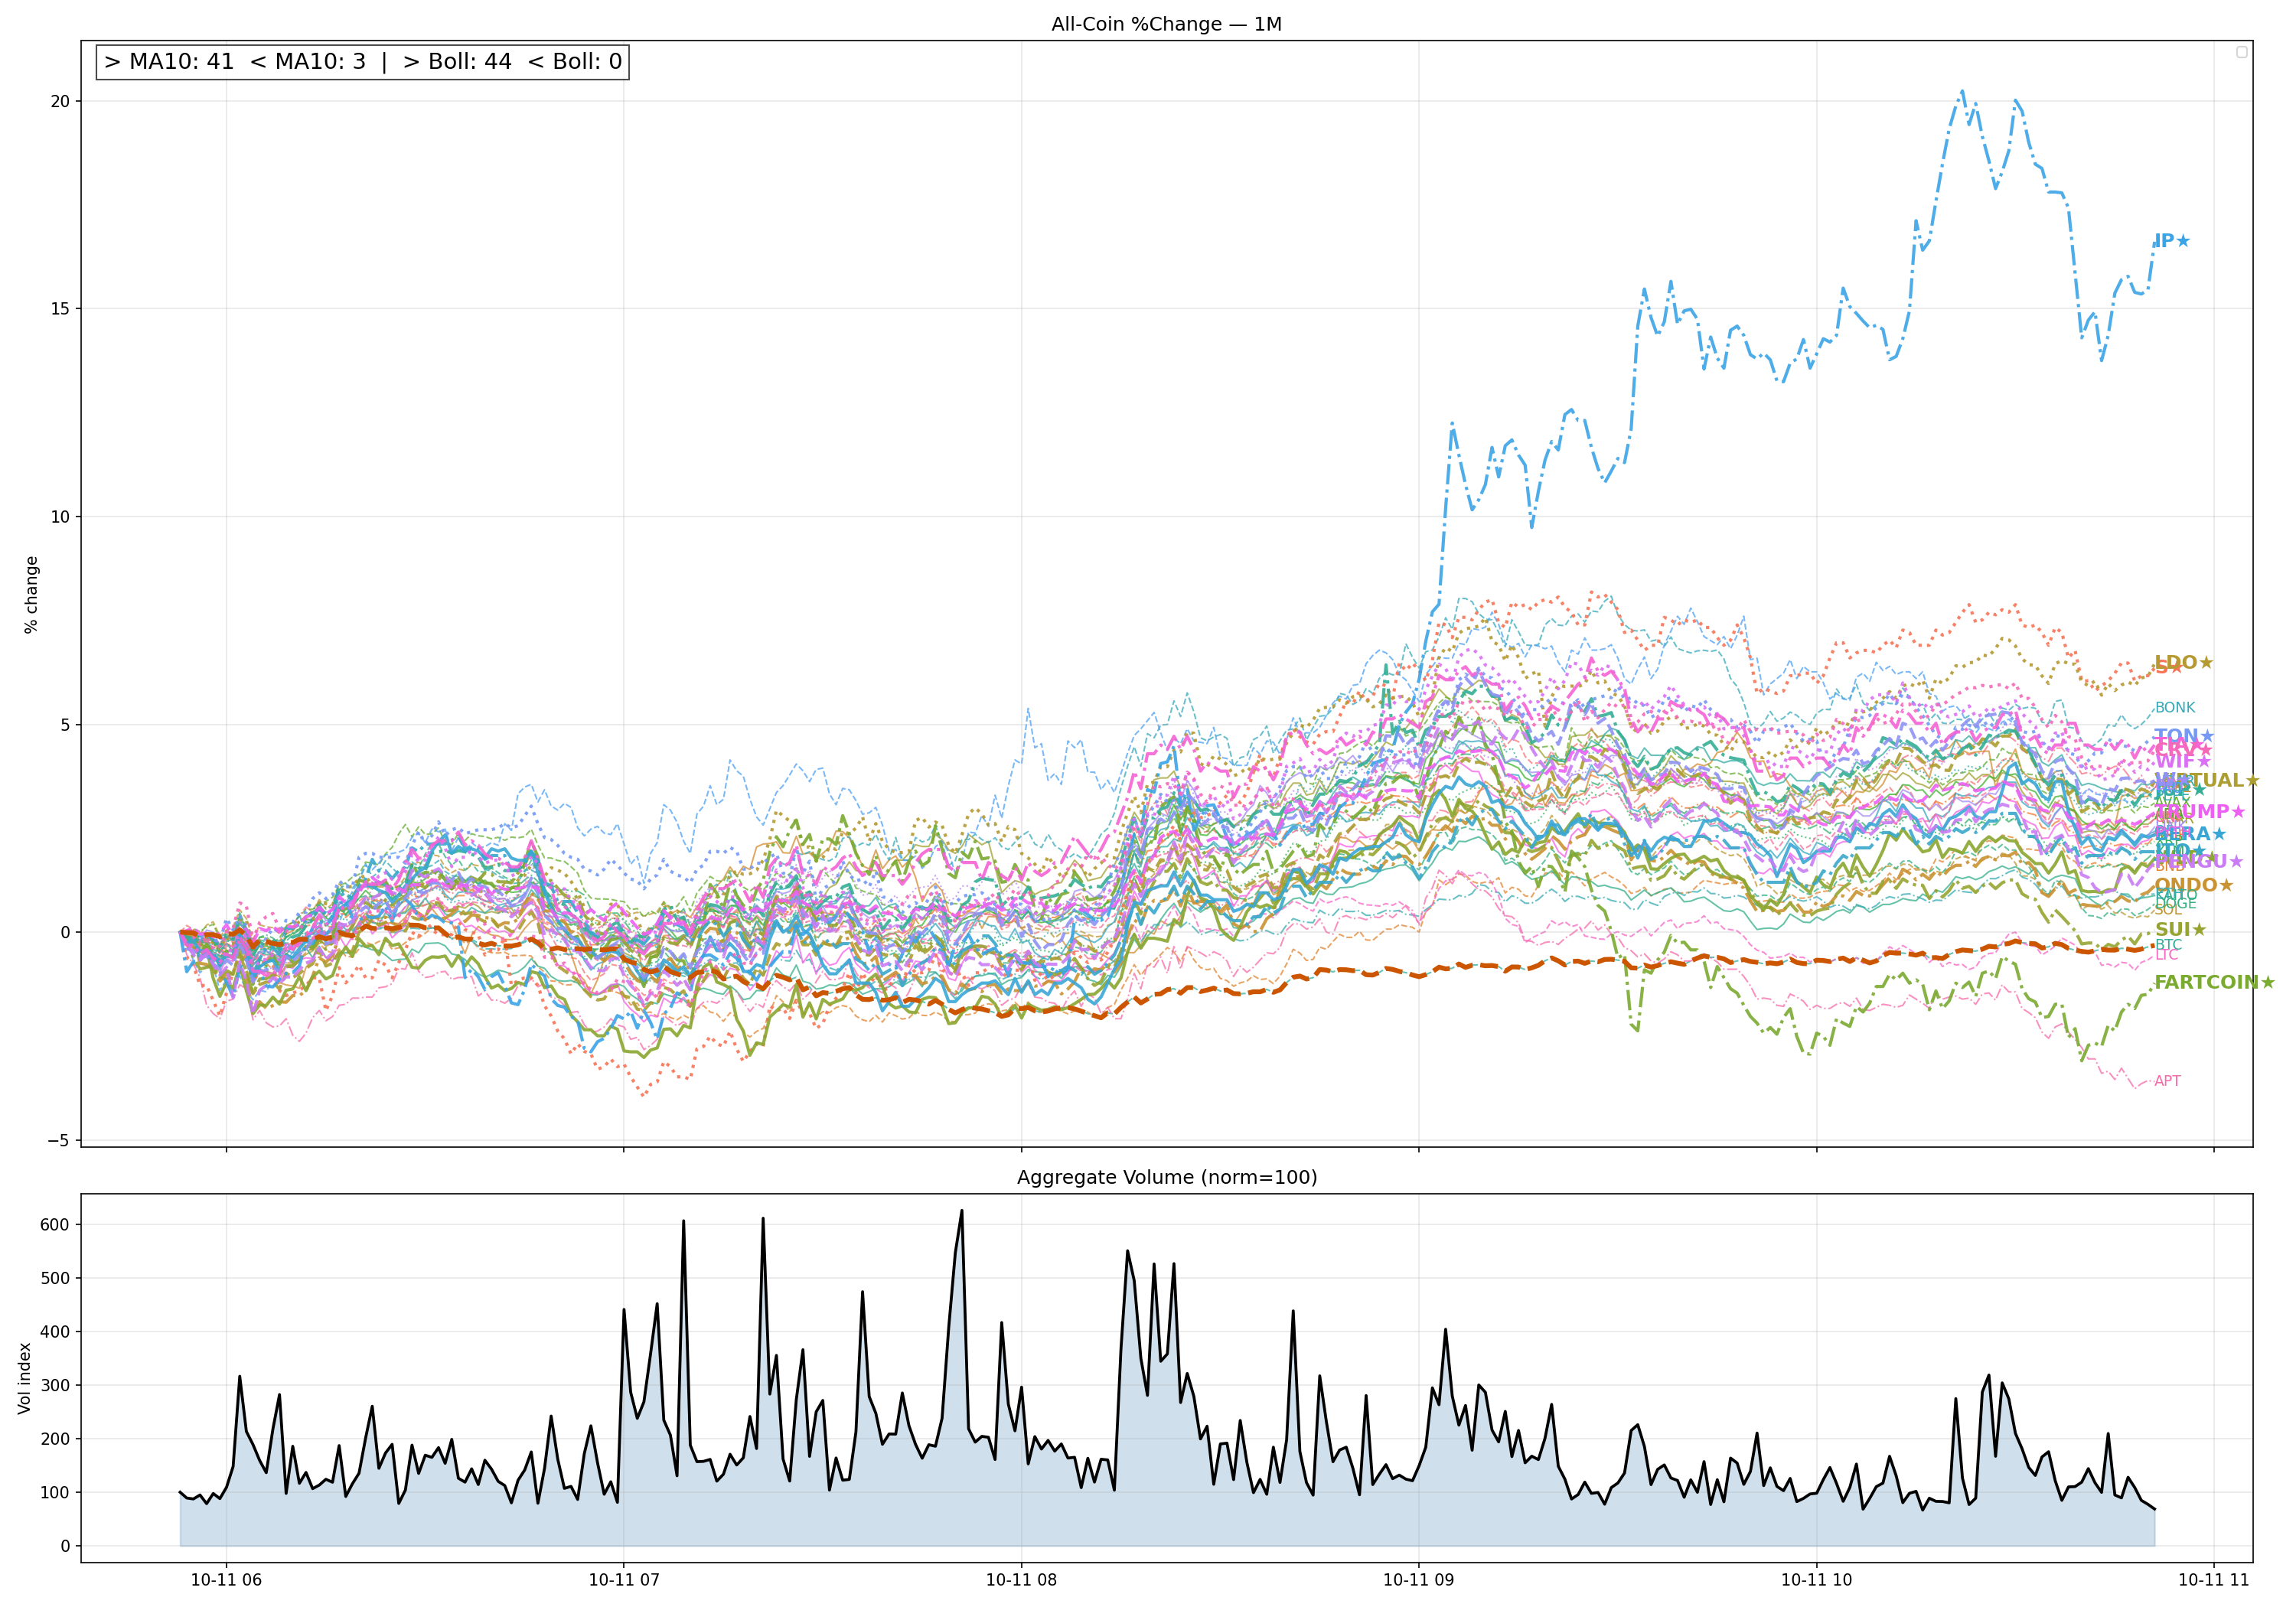 All-Coin %Change — 1M
> MA10: 41 < MA10: 3 | > Boll: 44 < Boll: 0
% change
20
15
10
5
0
−5
IP★
LDO★
BONK
TON★
CRV★
WIF★
VIRTUAL★
TRUMP★
PENGU★
BNB
ONDO★
DOGE
SOL
SUI★
BTC
LTC
FARTCOIN★
APT
Aggregate Volume (norm=100)
Vol index
600
500
400
300
200
100
0
10-11 06
10-11 07
10-11 08
10-11 09
10-11 10
10-11 11